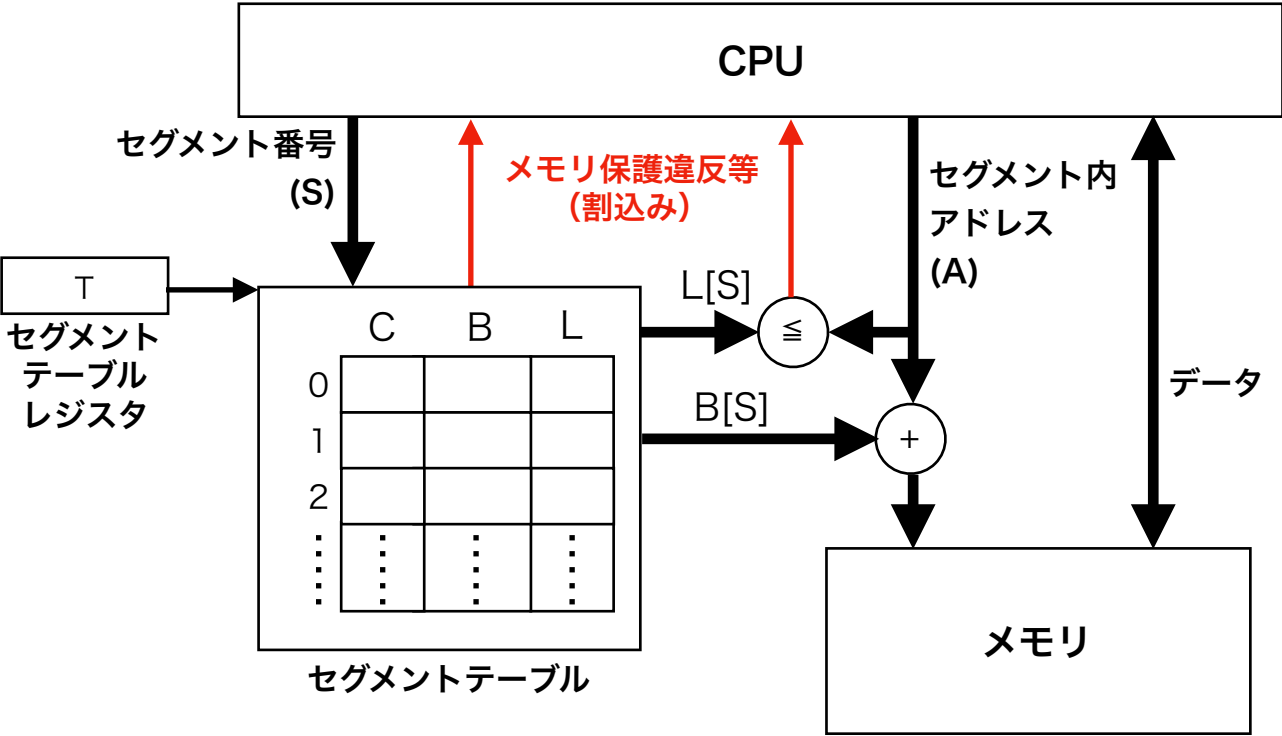 CPU
セグメント番号
(S)
メモリ保護違反等
（割込み）
セグメント内
アドレス
(A)
T
セグメント
テーブル
レジスタ
C B L
0
1
2
L[S]
≦
B[S]
+
データ
メモリ
セグメントテーブル